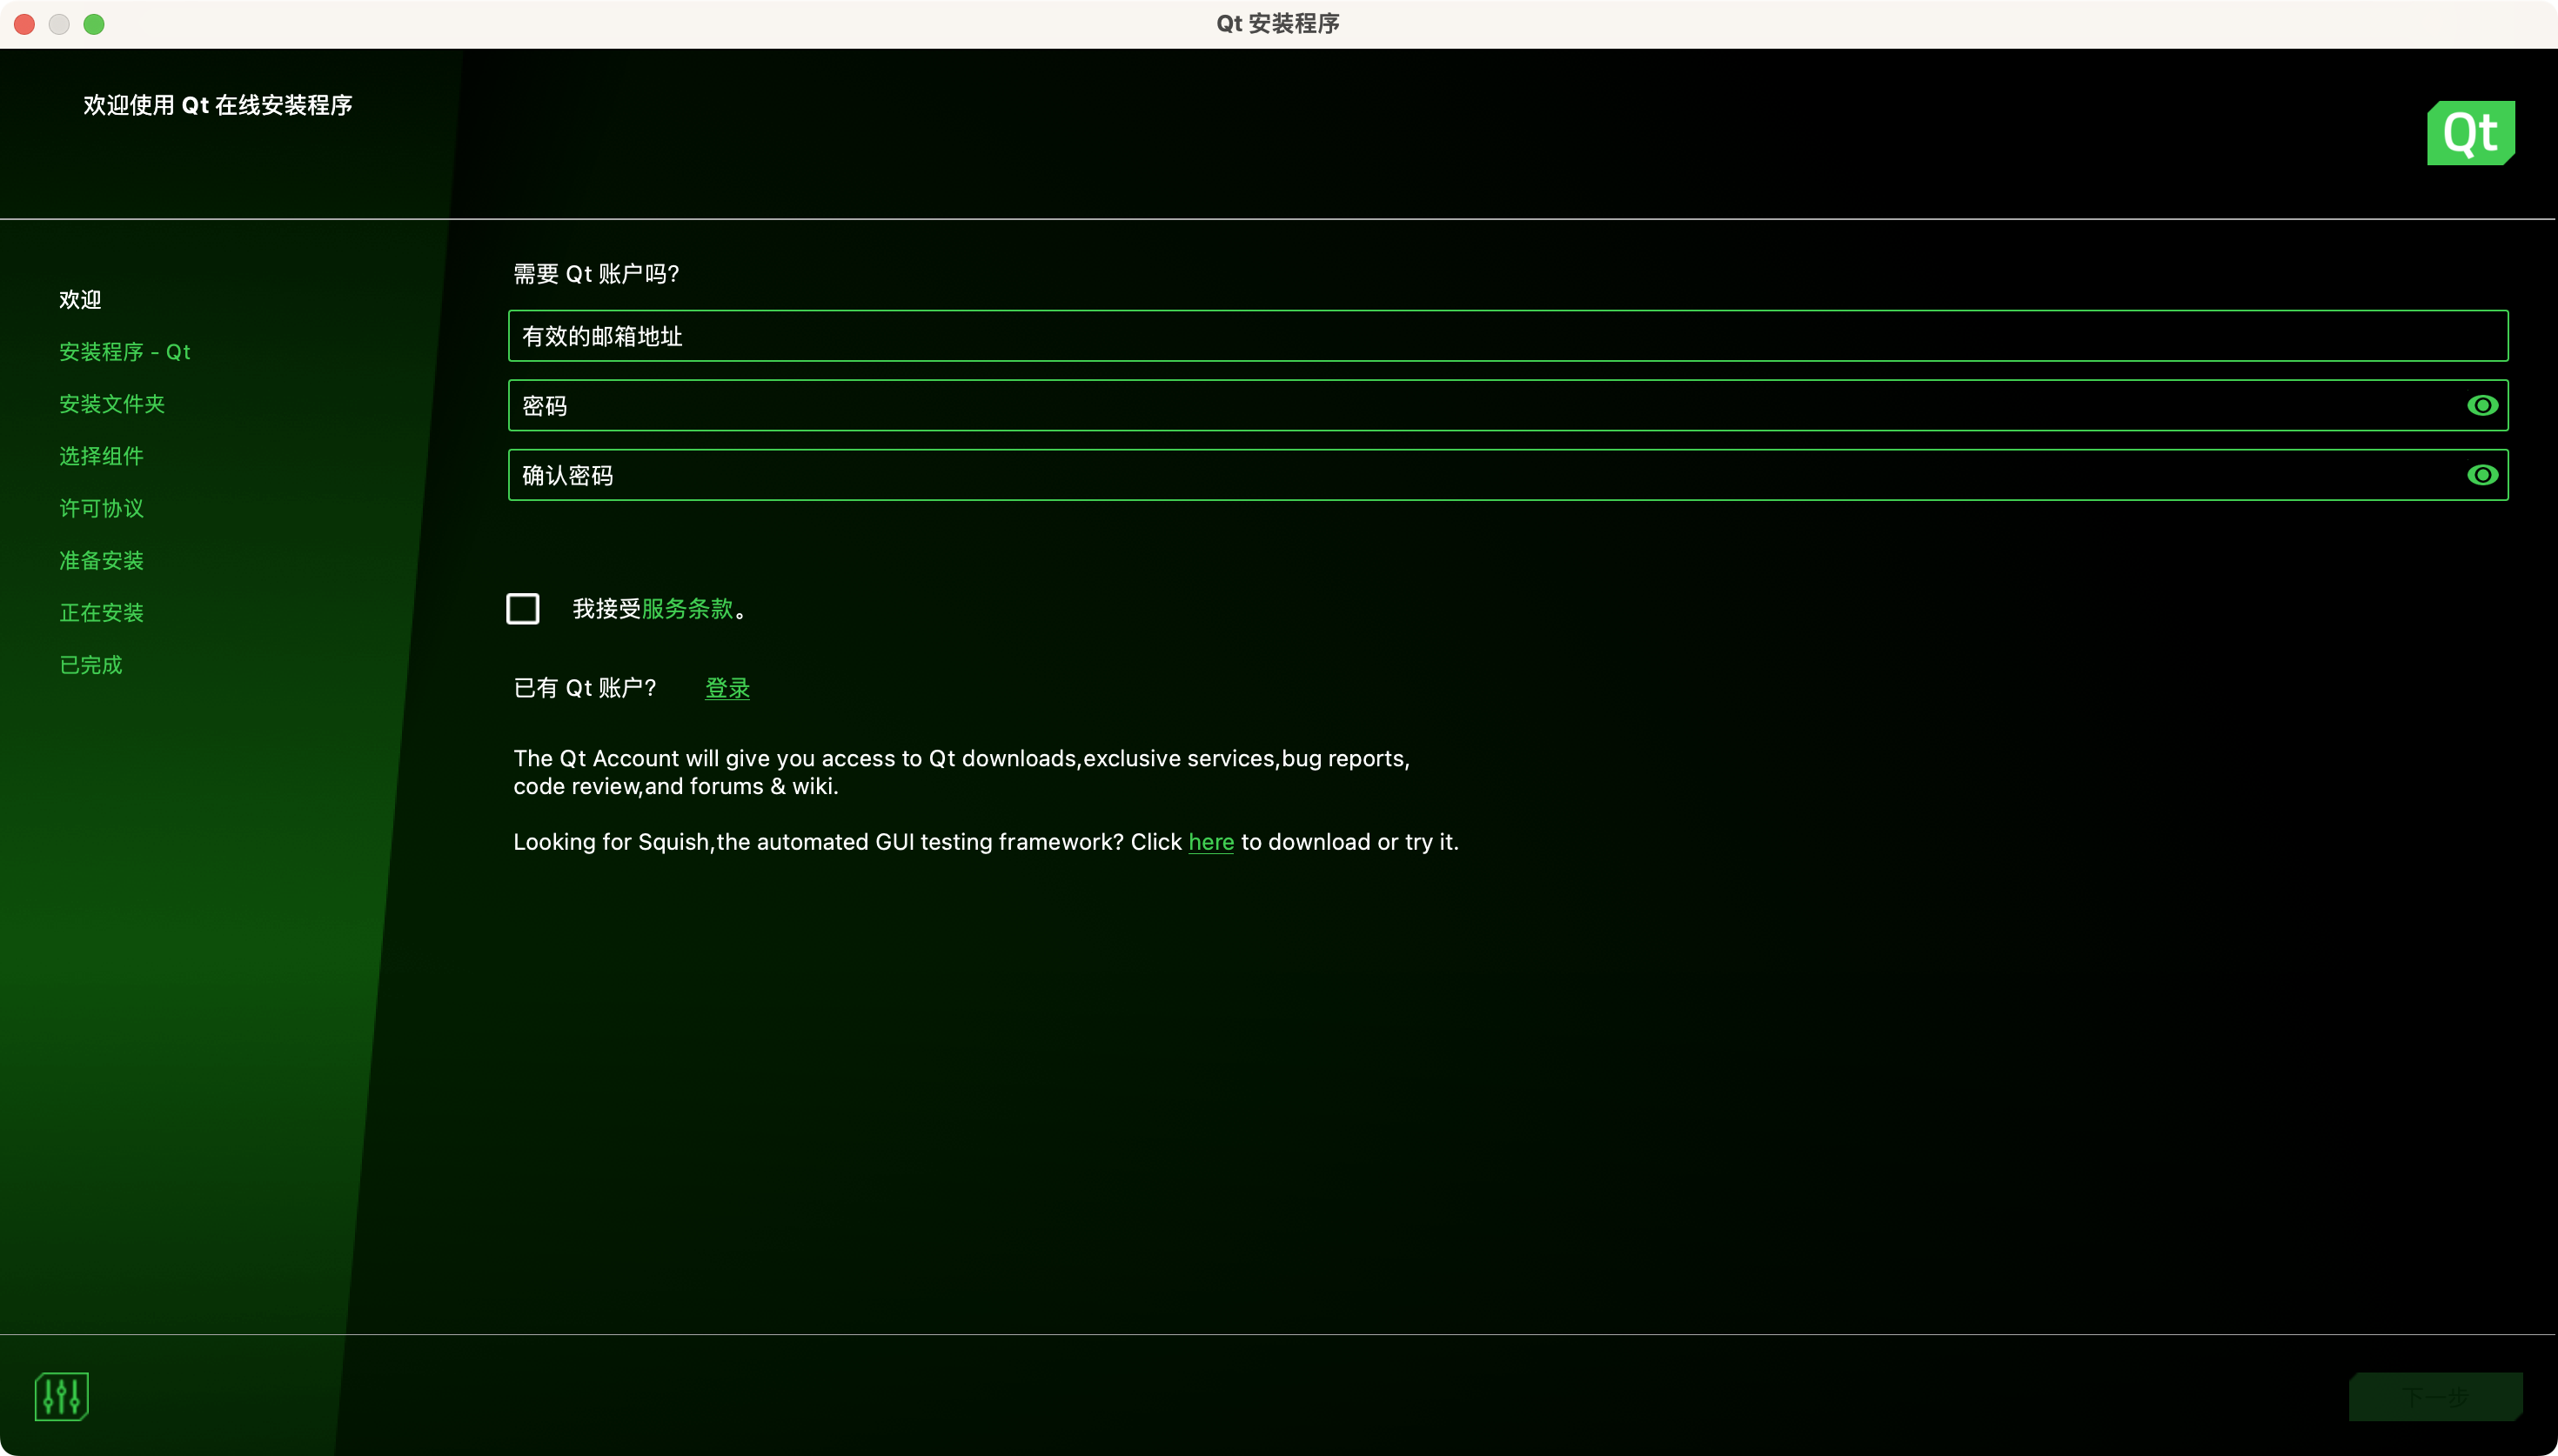 Qt 安装程序
欢迎使用 Qt 在线安装程序
Qt
欢迎
安装程序 - Qt
安装文件夹
选择组件
许可协议
准备安装
正在安装
已完成
需要 Qt 账户吗?
有效的邮箱地址
密码
确认密码
我接受服务条款。
已有 Qt 账户? 登录
The Qt Account will give you access to Qt downloads,exclusive services,bug reports,
code review,and forums & wiki.
Looking for Squish,the automated GUI testing framework? Click here to download or try it.
下一步